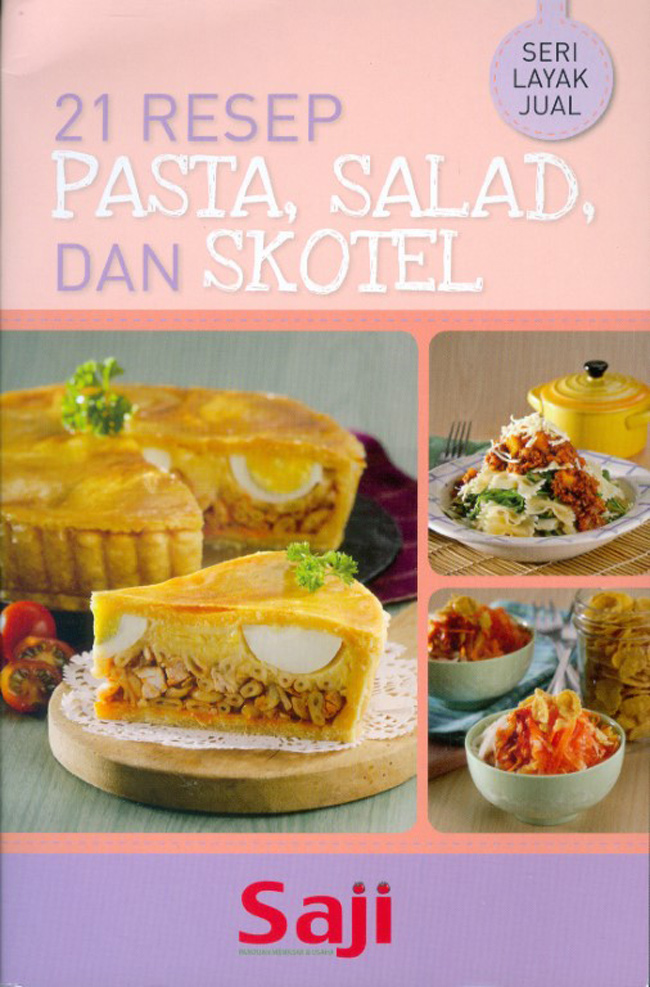 SERI
LAYAK
JUAL
21 RESEP
PASTA, SALAD,
DAN SKOTEL
Saji